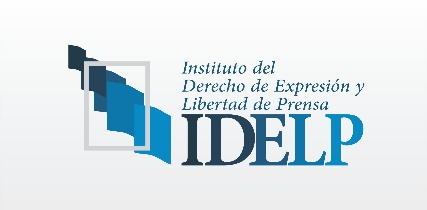 Instituto del
Derecho de Expresión y
Libertad de Prensa
IDELP